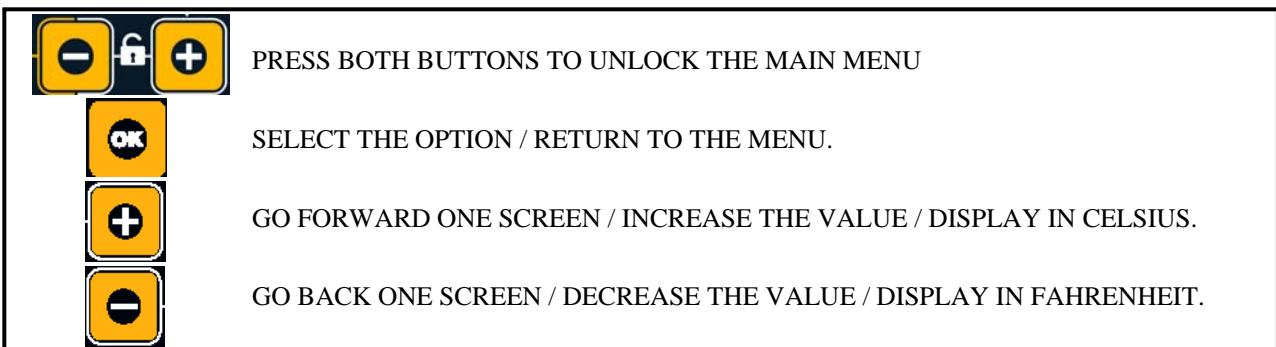 PRESS BOTH BUTTONS TO UNLOCK THE MAIN MENU
OK SELECT THE OPTION / RETURN TO THE MENU.
GO FORWARD ONE SCREEN / INCREASE THE VALUE / DISPLAY IN CELSIUS.
GO BACK ONE SCREEN / DECREASE THE VALUE / DISPLAY IN FAHRENHEIT.